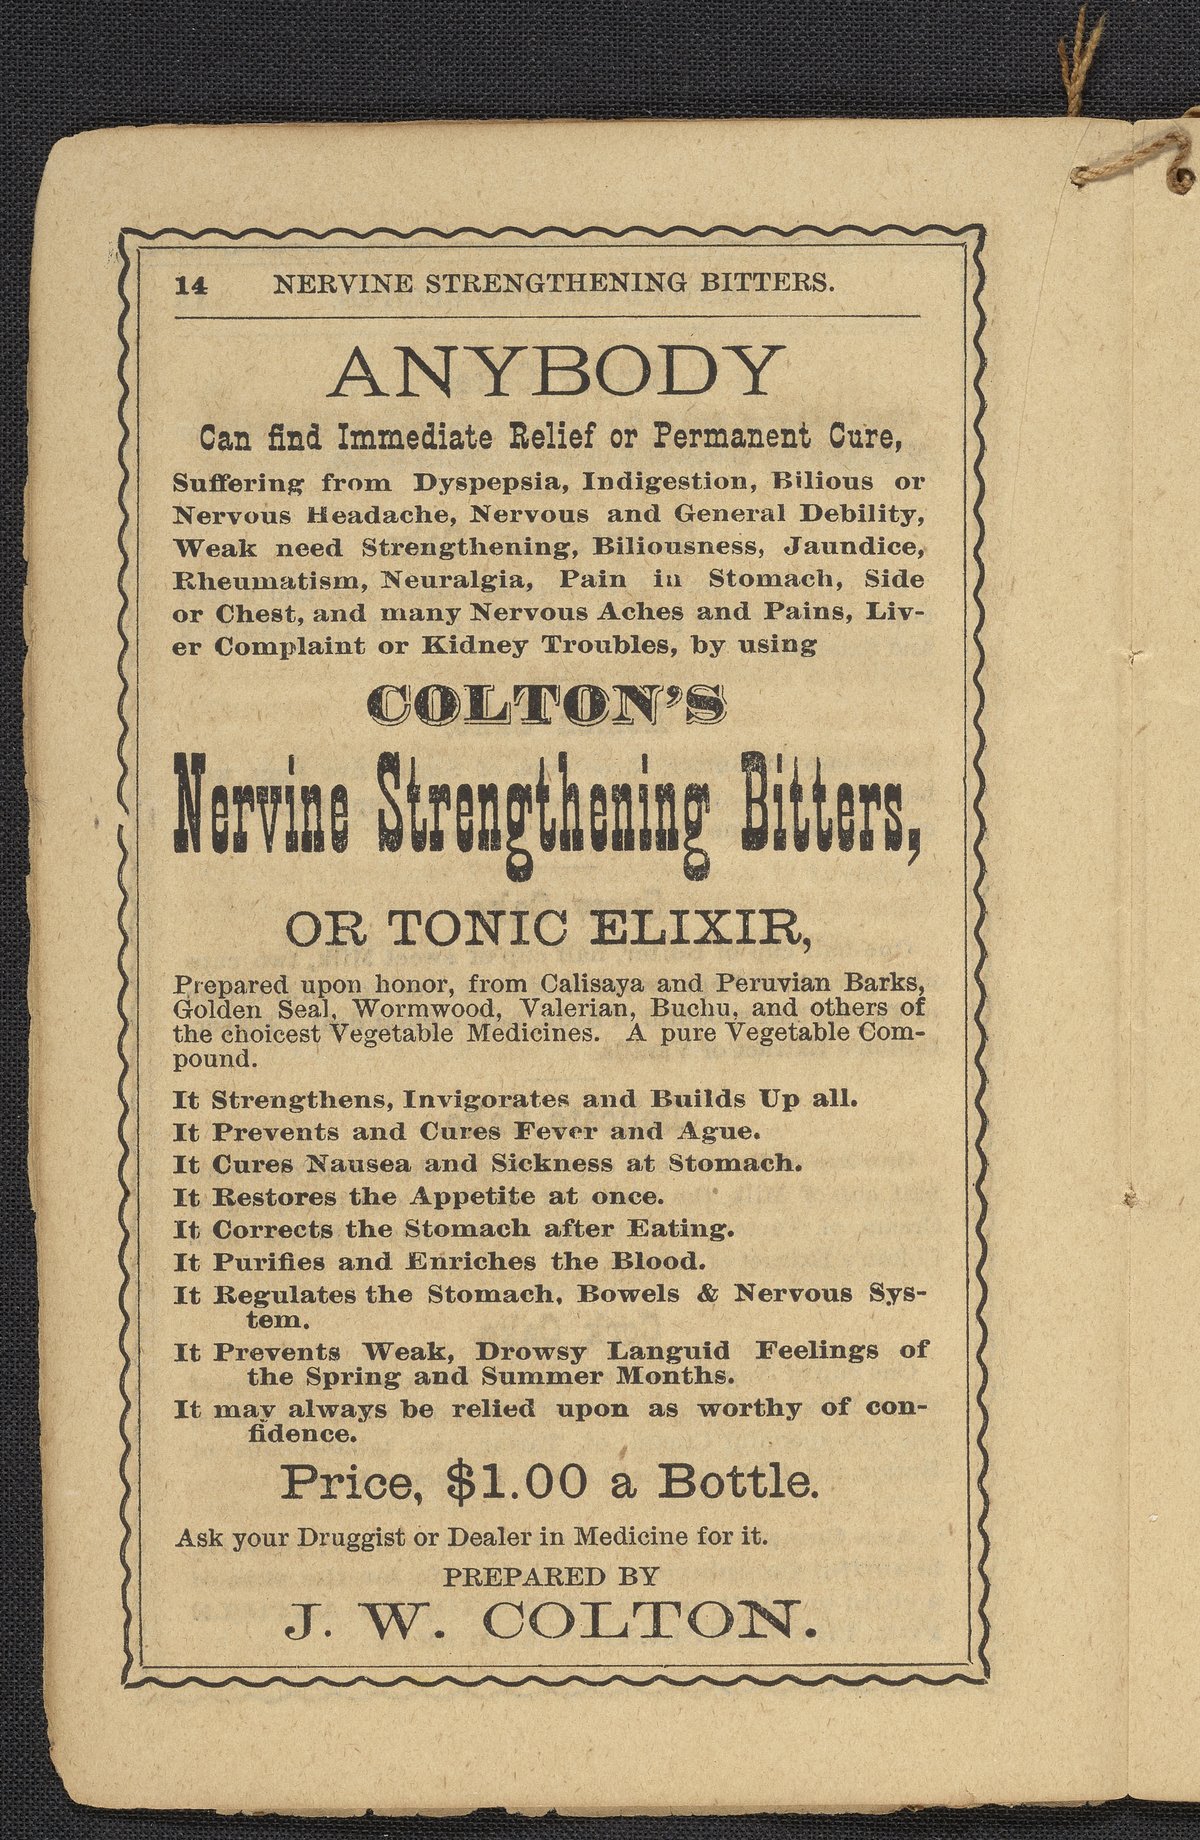 14 NERVINE STRENGTHENING BITTERS.
ANYBODY
Can find Immediate Relief or Permanent Cure,
Suffering from Dyspepsia, Indigestion, Bilious or
Nervous Headache, Nervous and General Debility,
Weak need Strengthening, Biliousness, Jaundice,
Rheumatism, Neuralgia, Pain in Stomach, Side
or Chest, and many Nervous Aches and Pains, Liv-
er Complaint or Kidney Troubles, by using
COLTON'S
Nervine Strengthening Bitters,
OR TONIC ELIXIR,
Prepared upon honor, from Calisaya and Peruvian Barks,
Golden Seal, Wormwood, Valerian, Buchu, and others of
the choicest Vegetable Medicines. A pure Vegetable Com-
pound.
It Strengthens, Invigorates and Builds Up all.
It Prevents and Cures Fever and Ague.
It Cures Nausea and Sickness at Stomach.
It Restores the Appetite at once.
It Corrects the Stomach after Eating.
It Purifies and Enriches the Blood.
It Regulates the Stomach, Bowels & Nervous Sys-
tem.
It Prevents Weak, Drowsy Languid Feelings of
the Spring and Summer Months.
It may always be relied upon as worthy of con-
fidence.
Price, $1.00 a Bottle.
Ask your Druggist or Dealer in Medicine for it.
PREPARED BY
J. W. COLTON.